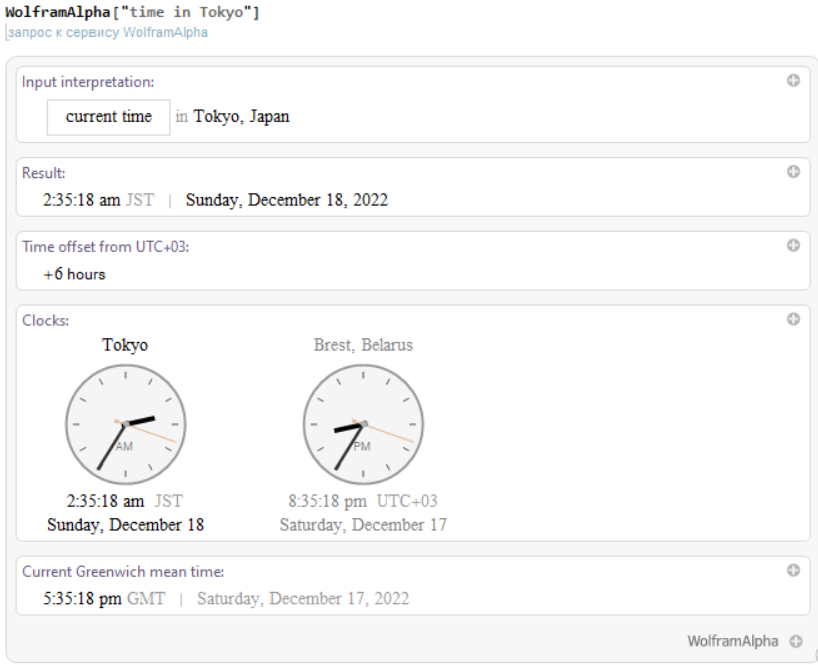 WolframAlpha["time in Tokyo"]
запрос к сервису WolframAlpha
Input interpretation:
current time in Tokyo, Japan
Result:
2:35:18 am JST | Sunday, December 18, 2022
Time offset from UTC+03:
+6 hours
Clocks:
Tokyo Brest, Belarus
AM PM
2:35:18 am JST 8:35:18 pm UTC+03
Sunday, December 18 Saturday, December 17
Current Greenwich mean time:
5:35:18 pm GMT | Saturday, December 17, 2022
WolframAlpha